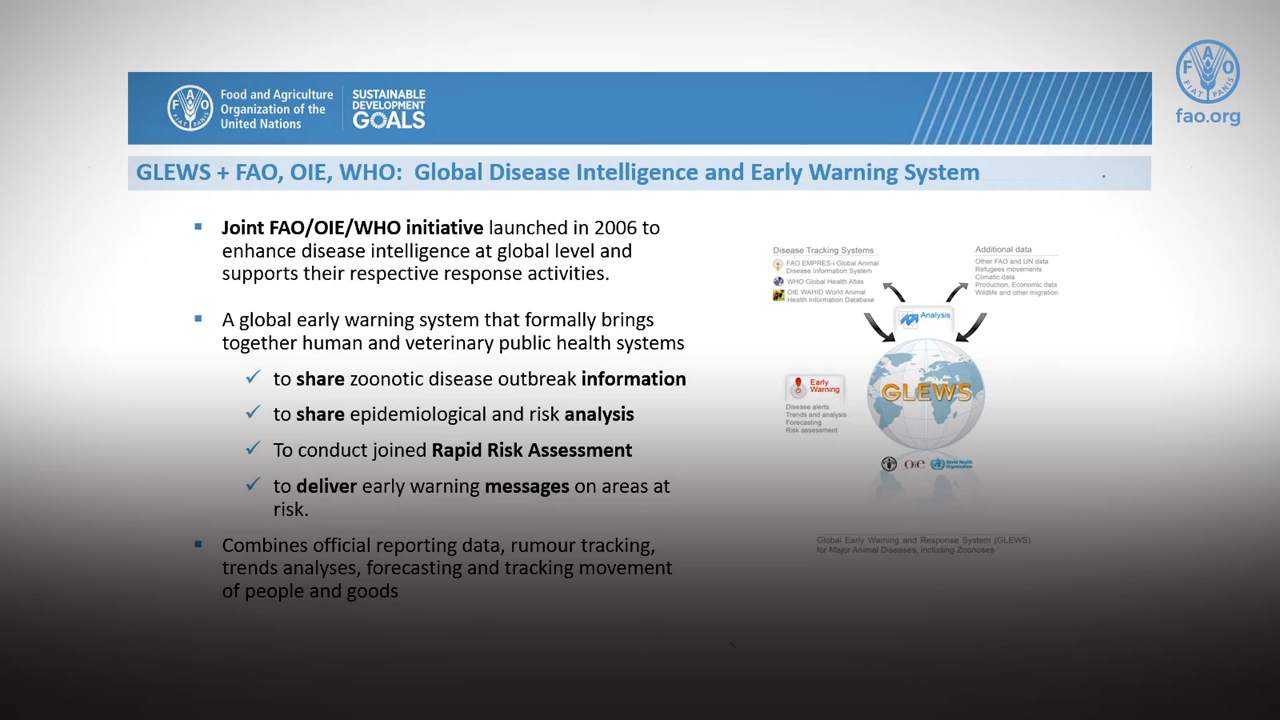 Food and Agriculture
Organization of the
United Nations
SUSTAINABLE
DEVELOPMENT
GOALS
FAO
FIAT PANIS
fao.org
GLEWS + FAO, OIE, WHO: Global Disease Intelligence and Early Warning System
Joint FAO/OIE/WHO initiative launched in 2006 to
enhance disease intelligence at global level and
supports their respective response activities.
A global early warning system that formally brings
together human and veterinary public health systems
to share zoonotic disease outbreak information
to share epidemiological and risk analysis
To conduct joined Rapid Risk Assessment
to deliver early warning messages on areas at
risk.
Combines official reporting data, rumour tracking,
trends analyses, forecasting and tracking movement
of people and goods
Disease Tracking Systems
FAO EMPRES-i Global Animal
Disease Information System
WHO Global Health Atlas
OIE WAHID World Animal
Health Information Database
Additional data
Other FAO and UN data
Refugees movements
Climatic data
Production, Economic data
Wildlife and other migration
Analysis
GLEWS
Early
Warning
Disease alerts
Trends and analysis
Forecasting
Risk assessment
Oie
World Health
Organization
Global Early Warning and Response System (GLEWS)
for Major Animal Diseases, including Zoonoses